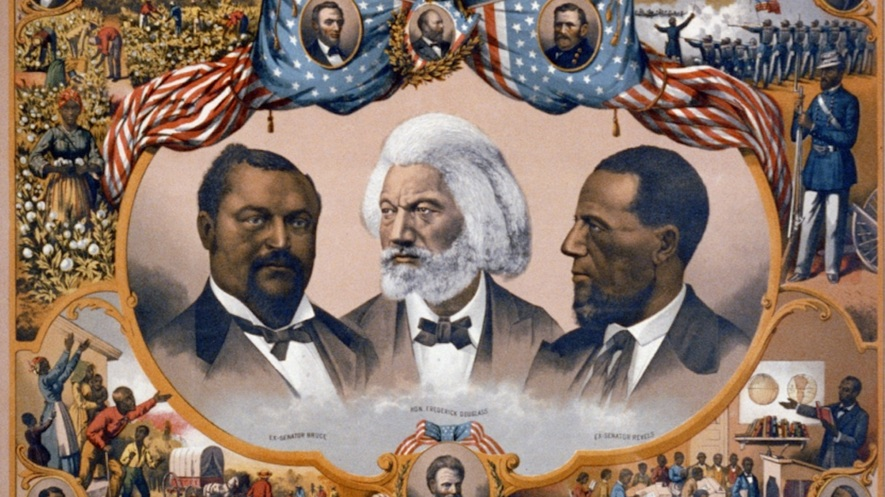 HON. FREDERICK DOUGLASS
EX-SENATOR BRUCE
EX-SENATOR REVELS